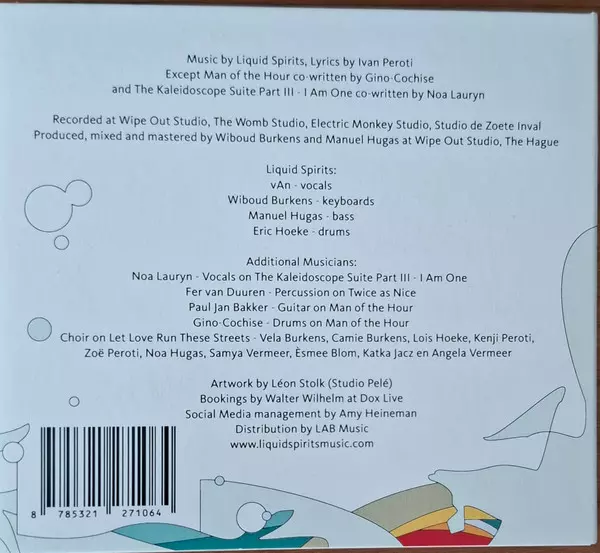 Music by Liquid Spirits, Lyrics by Ivan Peroti
Except Man of the Hour co-written by Gino-Cochise
and The Kaleidoscope Suite Part III · I Am One co-written by Noa Lauryn
Recorded at Wipe Out Studio, The Womb Studio, Electric Monkey Studio, Studio de Zoete Inval
Produced, mixed and mastered by Wiboud Burkens and Manuel Hugas at Wipe Out Studio, The Hague
Liquid Spirits:
vAn · vocals
Wiboud Burkens · keyboards
Manuel Hugas · bass
Eric Hoeke · drums
Additional Musicians:
Noa Lauryn · Vocals on The Kaleidoscope Suite Part III · I Am One
Fer van Duuren · Percussion on Twice as Nice
Paul Jan Bakker · Guitar on Man of the Hour
Gino-Cochise · Drums on Man of the Hour
Choir on Let Love Run These Streets · Vela Burkens, Camie Burkens, Lois Hoeke, Kenji Peroti,
Zoë Peroti, Noa Hugas, Samya Vermeer, Èsmee Blom, Katka Jacz en Angela Vermeer
Artwork by Léon Stolk (Studio Pelé)
Bookings by Walter Wilhelm at Dox Live
Social Media management by Amy Heineman
Distribution by LAB Music
www.liquidspiritsmusic.com
8 785321 271064